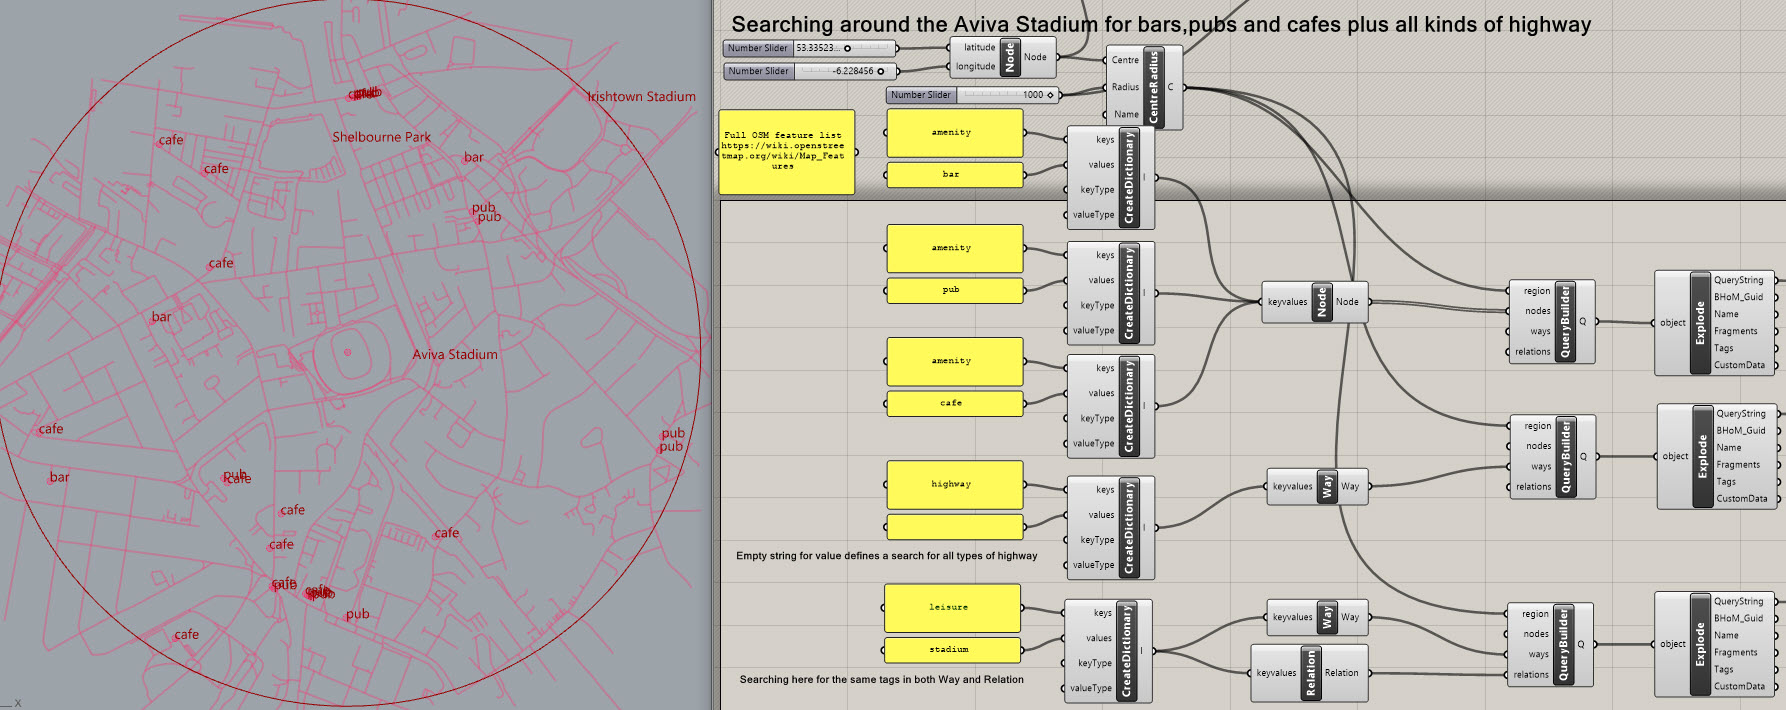 Searching around the Aviva Stadium for bars,pubs and cafes plus all kinds of highway
Number Slider
53.33523...
Number Slider
-6.228456
latitude
longitude
Node
Node
Number Slider
1000
Centre
Radius
Name
CentreRadius
C
Full OSM feature list
https://wiki.openstree
tmap.org/wiki/Map_Feat
ures
amenity
bar
keys
values
keyType
valueType
CreateDictionary
I
amenity
pub
keys
values
keyType
valueType
CreateDictionary
I
amenity
cafe
keys
values
keyType
valueType
CreateDictionary
I
keyvalues
Node
Node
region
nodes
ways
relations
QueryBuilder
Q
object
Explode
QueryString
BHoM_Guid
Name
Fragments
Tags
CustomData
highway
keys
values
keyType
valueType
CreateDictionary
I
Empty string for value defines a search for all types of highway
keyvalues
Way
Way
region
nodes
ways
relations
QueryBuilder
Q
object
Explode
QueryString
BHoM_Guid
Name
Fragments
Tags
CustomData
leisure
stadium
keys
values
keyType
valueType
CreateDictionary
I
Searching here for the same tags in both Way and Relation
keyvalues
Way
Way
keyvalues
Relation
Relation
region
nodes
ways
relations
QueryBuilder
Q
object
Explode
QueryString
BHoM_Guid
Name
Fragments
Tags
CustomData
Irishtown Stadium
Shelbourne Park
cafe
cafe
bar
pub
pub
cafe
bar
Aviva Stadium
cafe
pub
pub
bar
pub
cafe
cafe
cafe
cafe
cafe
pub
cafe
pub
pub
cafe
x